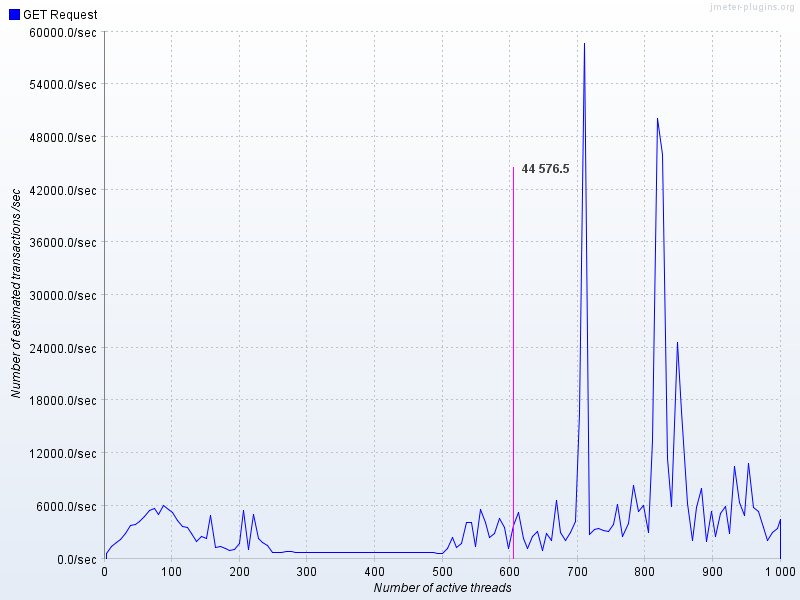 jmeter-plugins.org
GET Request
60000.0/sec
54000.0/sec
48000.0/sec
44 576.5
42000.0/sec
36000.0/sec
30000.0/sec
24000.0/sec
18000.0/sec
12000.0/sec
6000.0/sec
0.0/sec
Number of estimated transactions /sec
0 100 200 300 400 500 600 700 800 900 1 000
Number of active threads